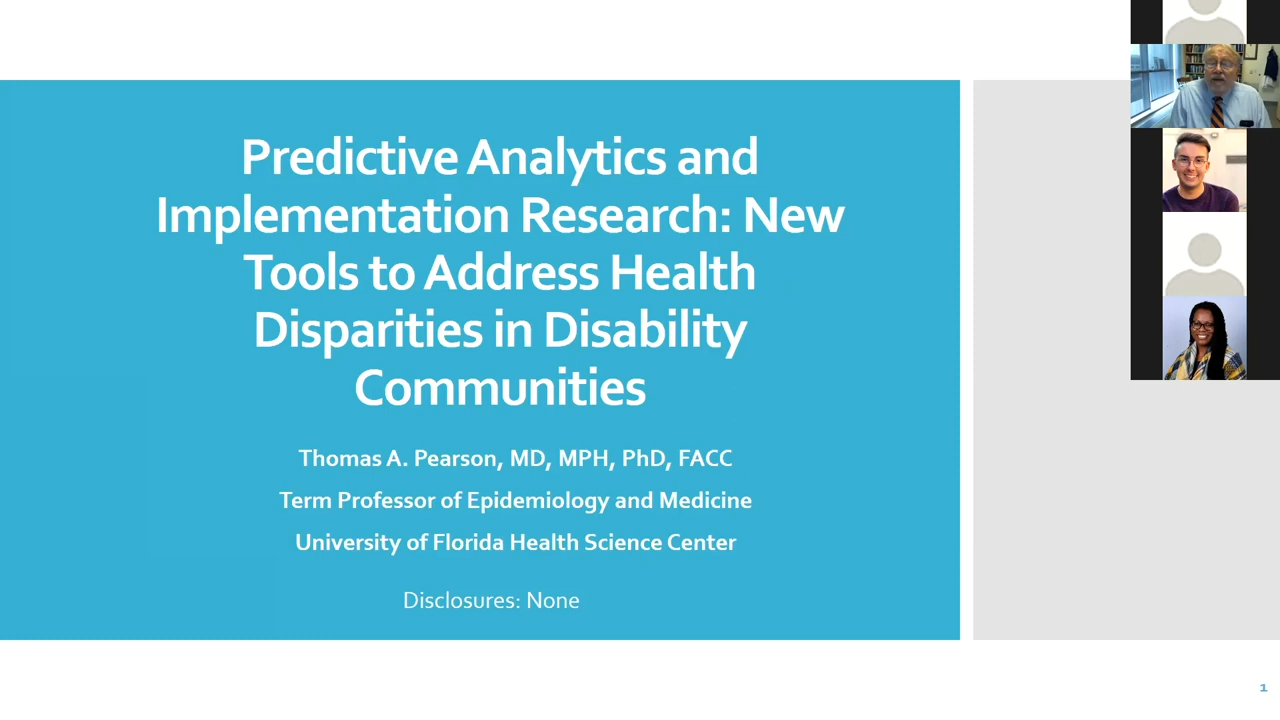 Predictive Analytics and
Implementation Research: New
Tools to Address Health
Disparities in Disability
Communities
Thomas A. Pearson, MD, MPH, PhD, FACC
Term Professor of Epidemiology and Medicine
University of Florida Health Science Center
Disclosures: None
1